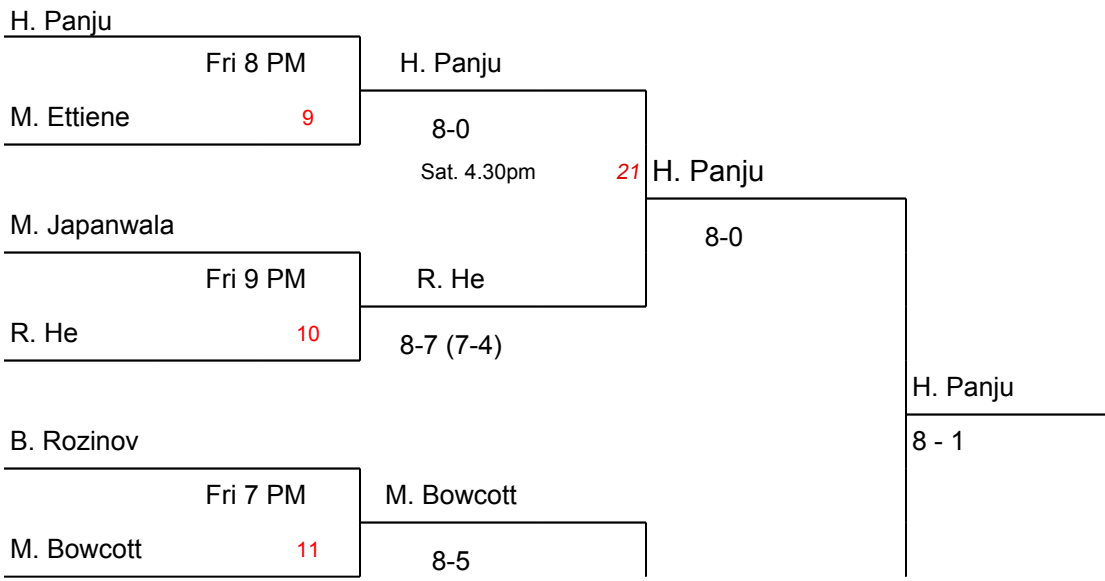 H. Panju
Fri 8 PM
H. Panju
M. Ettiene 9
8-0
Sat. 4.30pm 21 H. Panju
M. Japanwala
8-0
Fri 9 PM
R. He
R. He 10
8-7 (7-4)
H. Panju
B. Rozinov
8 - 1
Fri 7 PM
M. Bowcott
M. Bowcott 11
8-5